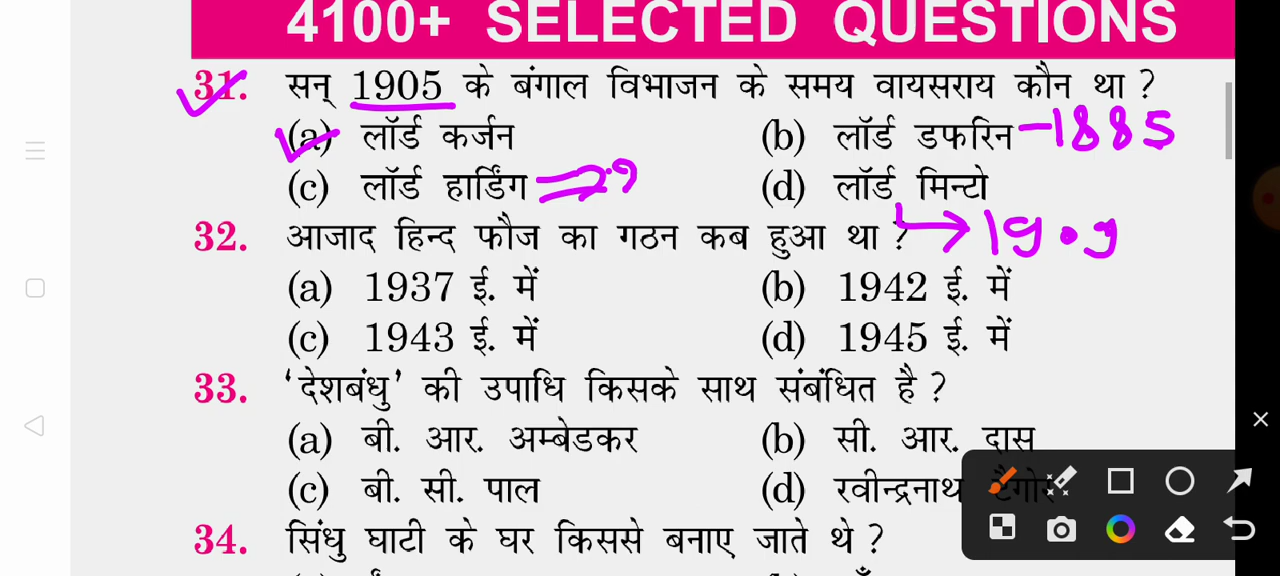 4100+ SELECTED QUESTIONS
31. सन् 1905 के बंगाल विभाजन के समय वायसराय कौन था ?
(a) लॉर्ड कर्जन (b) लॉर्ड डफरिन -1885
(c) लॉर्ड हार्डिंग (d) लॉर्ड मिन्टो
32. आजाद हिन्द फौज का गठन कब हुआ था ? 1909
(a) 1937 ई. में (b) 1942 ई. में
(c) 1943 ई. में (d) 1945 ई. में
33. 'देशबंधु' की उपाधि किसके साथ संबंधित है ?
(a) बी. आर. अम्बेडकर (b) सी. आर. दास
(c) बी. सी. पाल (d) रवीन्द्रनाथ टैगोर
34. सिंधु घाटी के घर किससे बनाए जाते थे ?